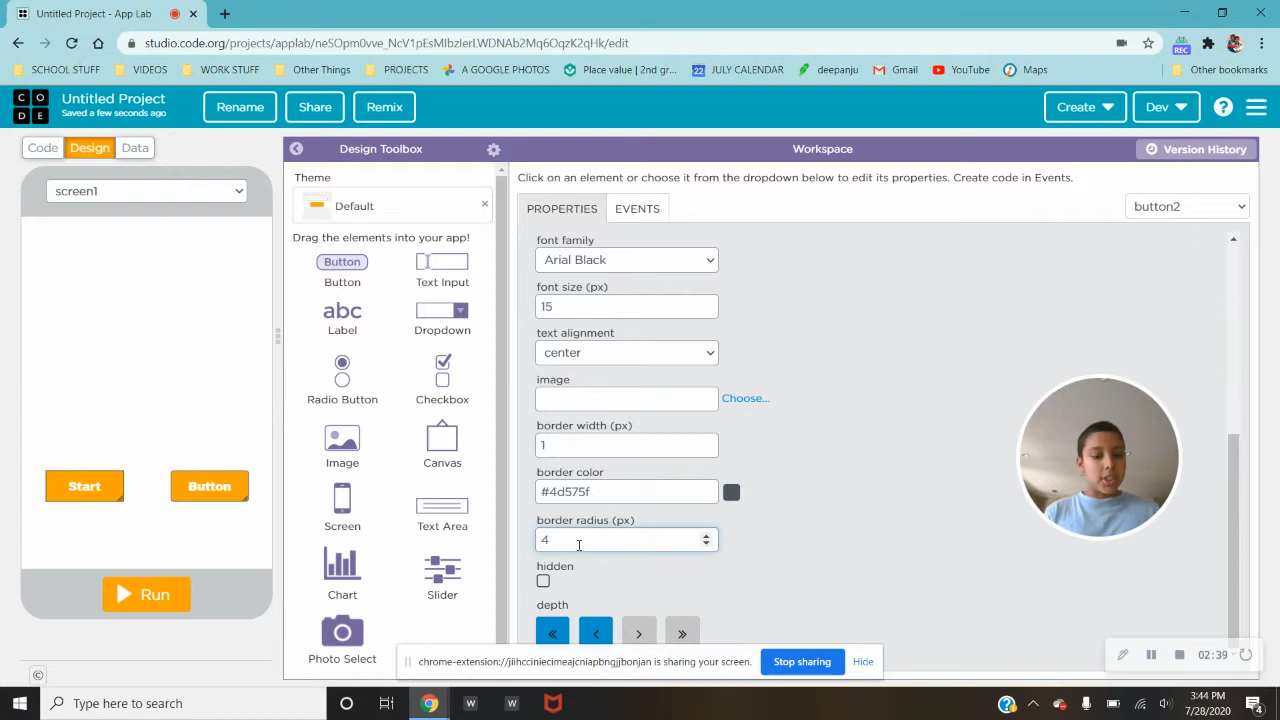 Untitled Project - App Lab
studio.code.org/projects/applab/neSOpm0vve_NcV1pEsMIbzIerLWDNAb2Mq6OqzK2qHk/edit
REC
SCHOOL STUFF
VIDEOS
WORK STUFF
Other Things
PROJECTS
A GOOGLE PHOTOS
Place value | 2nd gr...
22
JULY CALENDAR
deepanju
Gmail
YouTube
Maps
Other bookmarks
CODE
Untitled Project
Saved a few seconds ago
Rename
Share
Remix
Create
Dev
?
Code
Design
Data
Design Toolbox
Workspace
Version History
screen1
Theme
Default
Drag the elements into your app!
Button
Button
Text Input
abc
Label
Dropdown
Radio Button
Checkbox
Image
Canvas
Screen
Text Area
Chart
Slider
Photo Select
Start
Button
Run
©
Click on an element or choose it from the dropdown below to edit its properties. Create code in Events.
PROPERTIES
EVENTS
button2
font family
Arial Black
font size (px)
15
text alignment
center
image
Choose...
border width (px)
1
border color
#4d575f
border radius (px)
4
hidden
depth
chrome-extension://jiihcciniecimeajcniapbngjjbonjan is sharing your screen.
Stop sharing
Hide
02:39
Type here to search
W
W
?
3:44 PM
7/28/2020
4